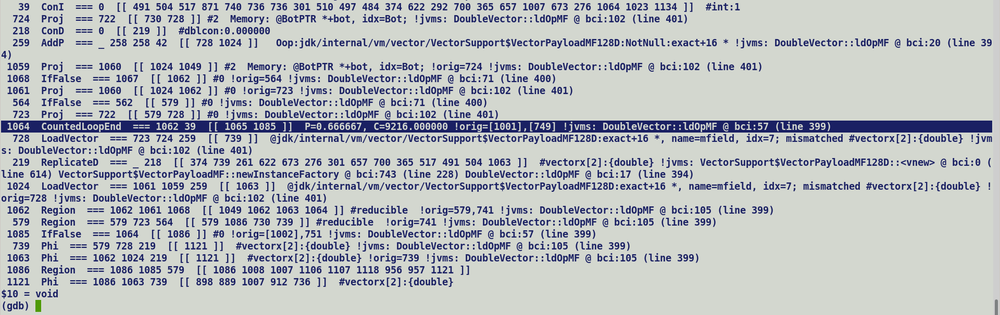 39  ConI  === 0  [[ 491 504 517 871 740 736 736 301 510 497 484 374 622 292 700 365 657 1007 673 276 1064 1023 1134 ]]  #int:1
724  Proj  === 722  [[ 730 728 ]] #2  Memory: @BotPTR *+bot, idx=Bot; !jvms: DoubleVector::ldOpMF @ bci:102 (line 401)
218  ConD  === 0  [[ 219 ]]  #dblcon:0.000000
259  AddP  === _ 258 258 42  [[ 728 1024 ]]   Oop:jdk/internal/vm/vector/VectorSupport$VectorPayloadMF128D:NotNull:exact+16 * !jvms: DoubleVector::ldOpMF @ bci:20 (line 39
4)
1059  Proj  === 1060  [[ 1024 1049 ]] #2  Memory: @BotPTR *+bot, idx=Bot; !orig=724 !jvms: DoubleVector::ldOpMF @ bci:102 (line 401)
1068  IfFalse  === 1067  [[ 1062 ]] #0 !orig=564 !jvms: DoubleVector::ldOpMF @ bci:71 (line 400)
1061  Proj  === 1060  [[ 1024 1062 ]] #0 !orig=723 !jvms: DoubleVector::ldOpMF @ bci:102 (line 401)
564  IfFalse  === 562  [[ 579 ]] #0 !jvms: DoubleVector::ldOpMF @ bci:71 (line 400)
723  Proj  === 722  [[ 579 728 ]] #0 !jvms: DoubleVector::ldOpMF @ bci:102 (line 401)
1064  CountedLoopEnd  === 1062 39  [[ 1065 1085 ]]  P=0.666667, C=9216.000000 !orig=[1001],[749] !jvms: DoubleVector::ldOpMF @ bci:57 (line 399)
728  LoadVector  === 723 724 259  [[ 739 ]]  @jdk/internal/vm/vector/VectorSupport$VectorPayloadMF128D:exact+16 *, name=mfield, idx=7; mismatched #vectorx[2]:{double} !jvm
s: DoubleVector::ldOpMF @ bci:102 (line 401)
219  ReplicateD  === _ 218  [[ 374 739 261 622 673 276 301 657 700 365 517 491 504 1063 ]]  #vectorx[2]:{double} !jvms: VectorSupport$VectorPayloadMF128D::<vnew> @ bci:0 (
line 614) VectorSupport$VectorPayloadMF::newInstanceFactory @ bci:743 (line 228) DoubleVector::ldOpMF @ bci:17 (line 394)
1024  LoadVector  === 1061 1059 259  [[ 1063 ]]  @jdk/internal/vm/vector/VectorSupport$VectorPayloadMF128D:exact+16 *, name=mfield, idx=7; mismatched #vectorx[2]:{double} !
orig=728 !jvms: DoubleVector::ldOpMF @ bci:102 (line 401)
1062  Region  === 1062 1061 1068  [[ 1049 1062 1063 1064 ]] #reducible  !orig=579,741 !jvms: DoubleVector::ldOpMF @ bci:105 (line 399)
579  Region  === 579 723 564  [[ 579 1086 730 739 ]] #reducible  !orig=741 !jvms: DoubleVector::ldOpMF @ bci:105 (line 399)
1085  IfFalse  === 1064  [[ 1086 ]] #0 !orig=[1002],751 !jvms: DoubleVector::ldOpMF @ bci:57 (line 399)
739  Phi  === 579 728 219  [[ 1121 ]]  #vectorx[2]:{double} !jvms: DoubleVector::ldOpMF @ bci:105 (line 399)
1063  Phi  === 1062 1024 219  [[ 1121 ]]  #vectorx[2]:{double} !orig=739 !jvms: DoubleVector::ldOpMF @ bci:105 (line 399)
1086  Region  === 1086 1085 579  [[ 1086 1008 1007 1106 1107 1118 956 957 1121 ]]
1121  Phi  === 1086 1063 739  [[ 898 889 1007 912 736 ]]  #vectorx[2]:{double}
$10 = void
(gdb)